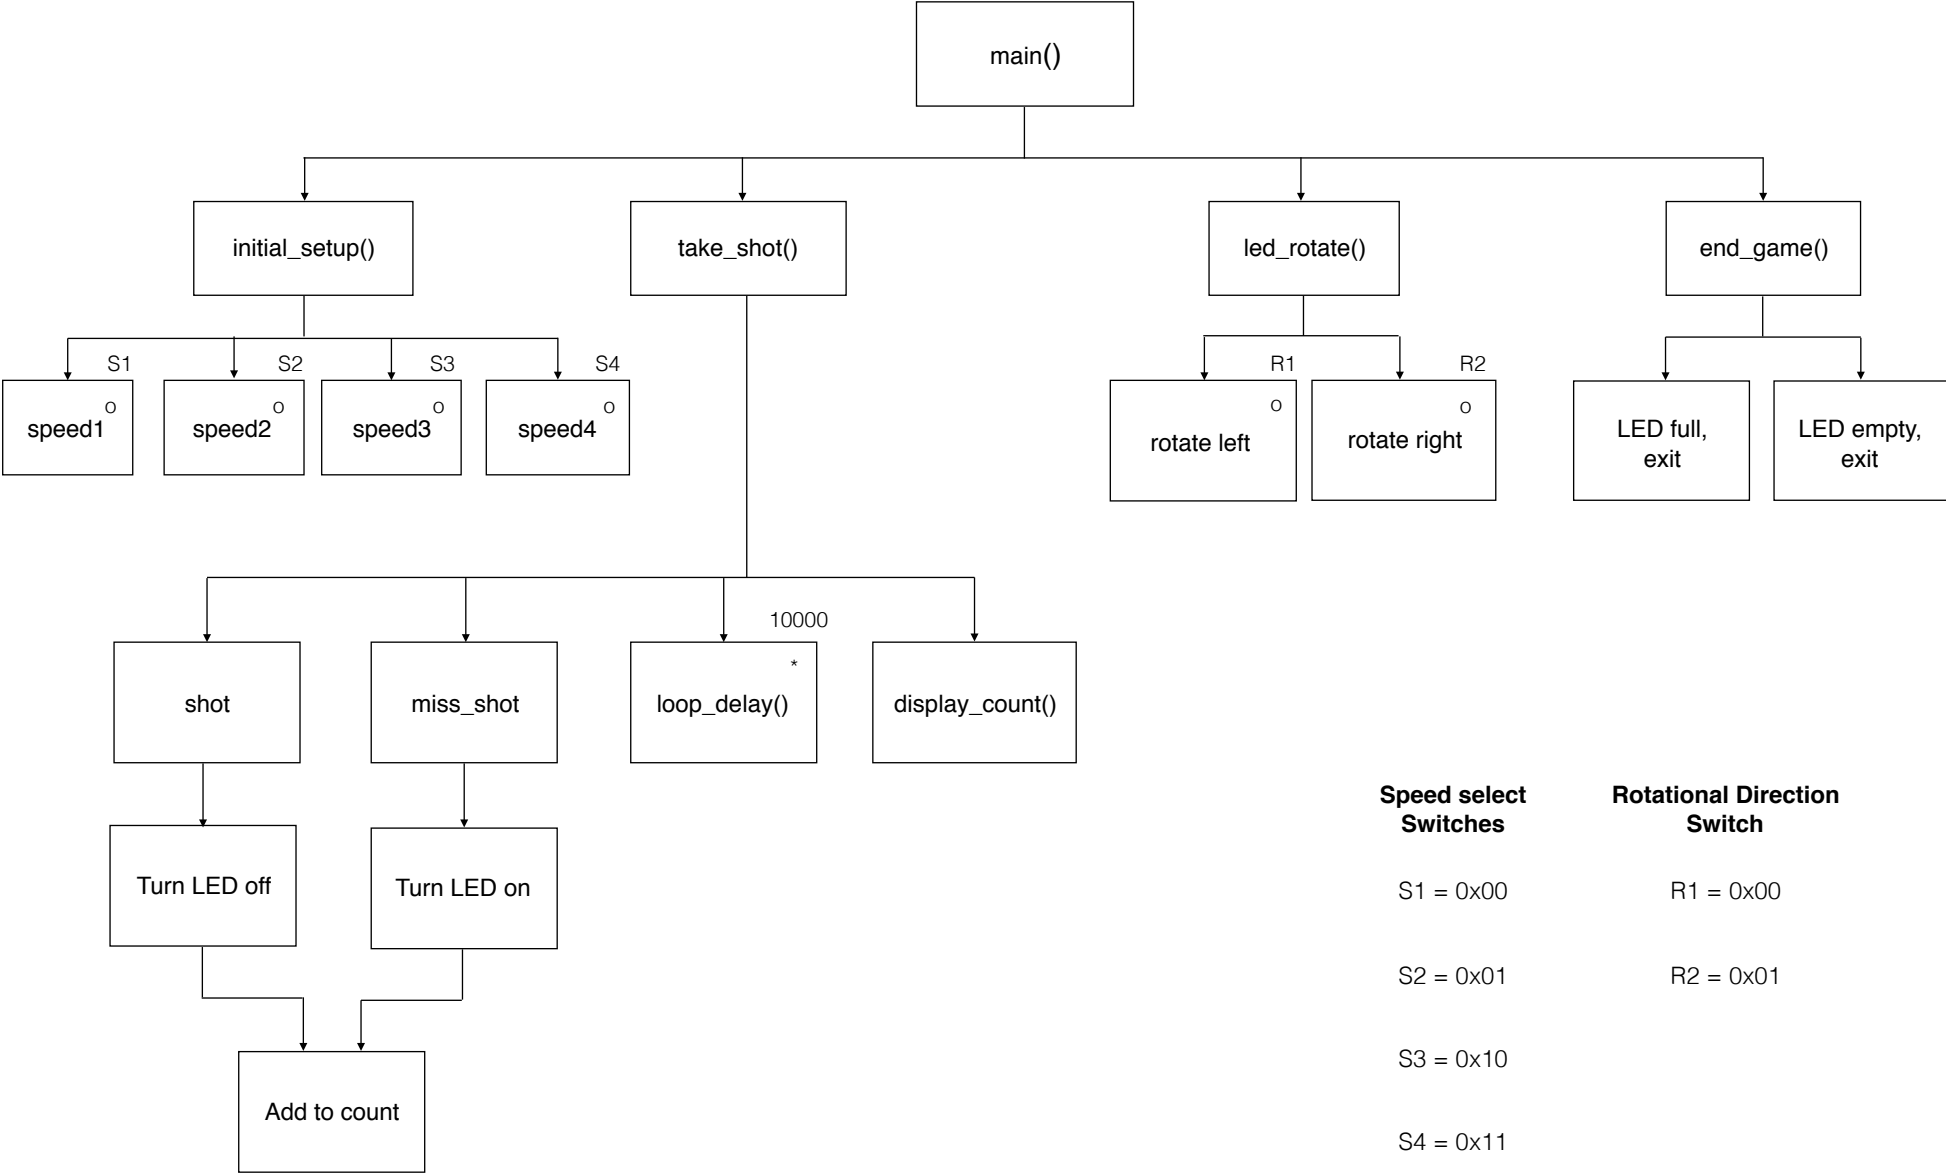 main()
initial_setup()
take_shot()
led_rotate()
end_game()
S1
S2
S3
S4
R1
R2
o
speed1
o
speed2
o
speed3
o
speed4
o
rotate left
o
rotate right
LED full,
exit
LED empty,
exit
10000
shot
miss_shot
*
loop_delay()
display_count()
Turn LED off
Turn LED on
Add to count
Speed select
Switches
S1 = 0x00
S2 = 0x01
S3 = 0x10
S4 = 0x11
Rotational Direction
Switch
R1 = 0x00
R2 = 0x01